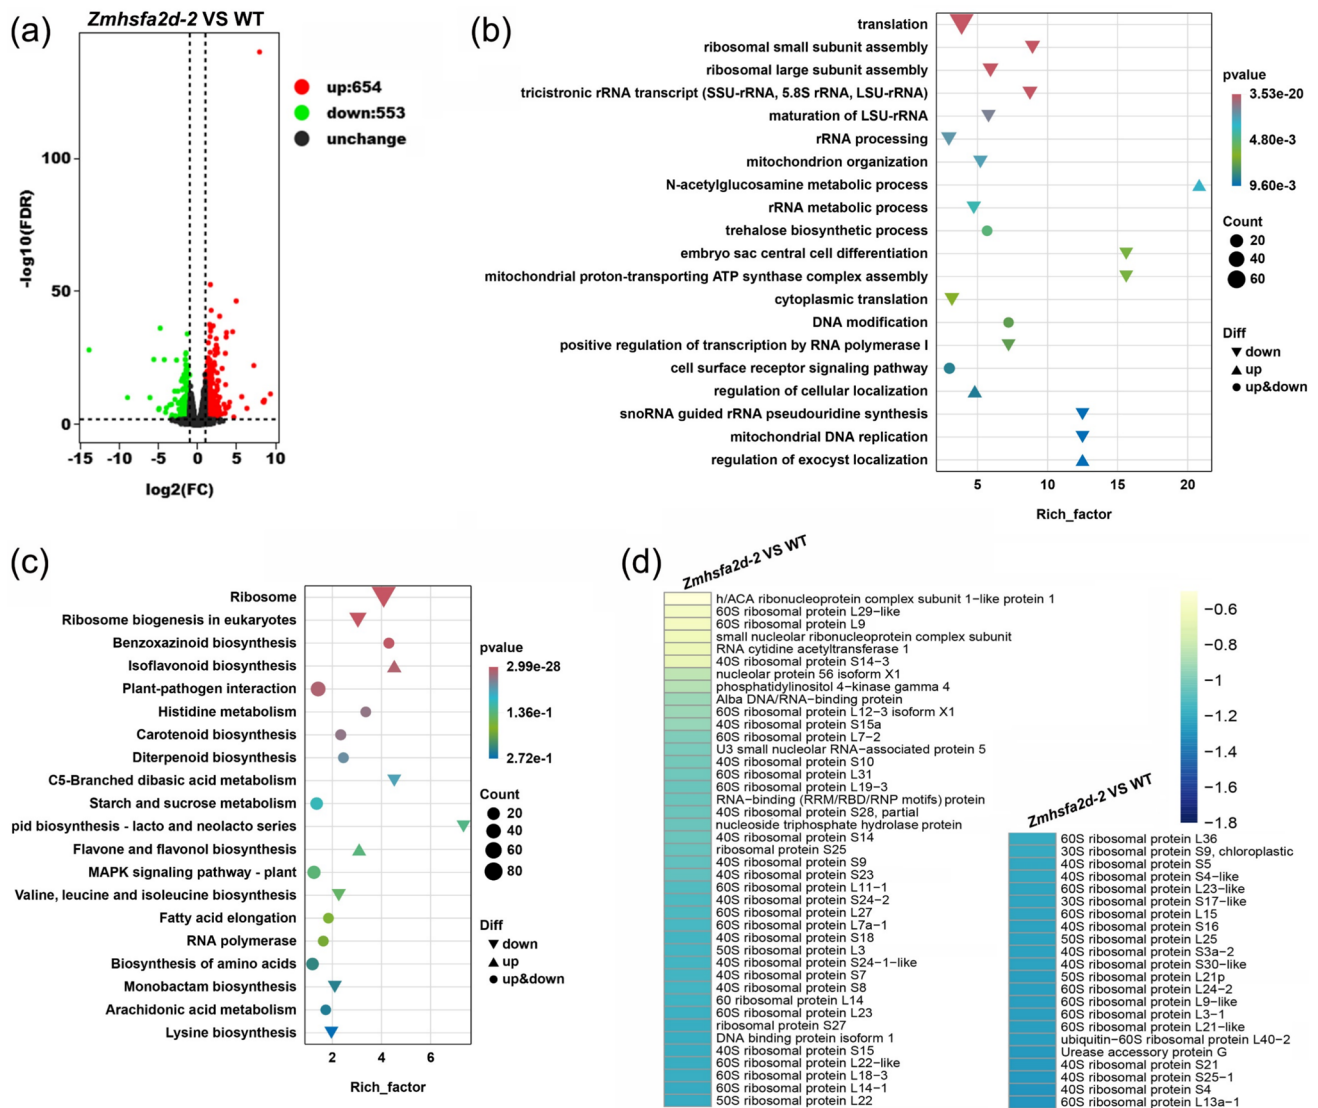 (a)
Zmhsfa2d-2 VS WT
up:654
down:553
unchange
-log10(FDR)
100
50
0
-15 -10 -5 0 5 10
log2(FC)
(b)
translation
ribosomal small subunit assembly
ribosomal large subunit assembly
tricistronic rRNA transcript (SSU-rRNA, 5.8S rRNA, LSU-rRNA)
maturation of LSU-rRNA
rRNA processing
mitochondrion organization
N-acetylglucosamine metabolic process
rRNA metabolic process
trehalose biosynthetic process
embryo sac central cell differentiation
mitochondrial proton-transporting ATP synthase complex assembly
cytoplasmic translation
DNA modification
positive regulation of transcription by RNA polymerase I
cell surface receptor signaling pathway
regulation of cellular localization
snoRNA guided rRNA pseudouridine synthesis
mitochondrial DNA replication
regulation of exocyst localization
5 10 15 20
Rich_factor
pvalue
3.53e-20
4.80e-3
9.60e-3
Count
20
40
60
Diff
down
up
up&down
(c)
Ribosome
Ribosome biogenesis in eukaryotes
Benzoxazinoid biosynthesis
Isoflavonoid biosynthesis
Plant-pathogen interaction
Histidine metabolism
Carotenoid biosynthesis
Diterpenoid biosynthesis
C5-Branched dibasic acid metabolism
Starch and sucrose metabolism
pid biosynthesis - lacto and neolacto series
Flavone and flavonol biosynthesis
MAPK signaling pathway - plant
Valine, leucine and isoleucine biosynthesis
Fatty acid elongation
RNA polymerase
Biosynthesis of amino acids
Monobactam biosynthesis
Arachidonic acid metabolism
Lysine biosynthesis
2 4 6
Rich_factor
pvalue
2.99e-28
1.36e-1
2.72e-1
Count
20
40
60
80
Diff
down
up
up&down
(d)
Zmhsfa2d-2 VS WT
h/ACA ribonucleoprotein complex subunit 1-like protein 1
60S ribosomal protein L29-like
60S ribosomal protein L9
small nucleolar ribonucleoprotein complex subunit
RNA cytidine acetyltransferase 1
40S ribosomal protein S14-3
nucleolar protein 56 isoform X1
phosphatidylinositol 4-kinase gamma 4
Alba DNA/RNA-binding protein
60S ribosomal protein L12-3 isoform X1
40S ribosomal protein S15a
60S ribosomal protein L7-2
U3 small nucleolar RNA-associated protein 5
40S ribosomal protein S10
60S ribosomal protein L31
60S ribosomal protein L19-3
RNA-binding (RRM/RBD/RNP motifs) protein
40S ribosomal protein S28, partial
nucleoside triphosphate hydrolase protein
40S ribosomal protein S14
ribosomal protein S25
40S ribosomal protein S9
40S ribosomal protein S23
60S ribosomal protein L11-1
40S ribosomal protein S24-2
60S ribosomal protein L27
60S ribosomal protein L7a-1
40S ribosomal protein S18
50S ribosomal protein L3
40S ribosomal protein S24-1-like
40S ribosomal protein S7
40S ribosomal protein S8
60 ribosomal protein L14
60S ribosomal protein L23
ribosomal protein S27
DNA binding protein isoform 1
40S ribosomal protein S15
60S ribosomal protein L22-like
60S ribosomal protein L18-3
60S ribosomal protein L14-1
50S ribosomal protein L22
Zmhsfa2d-2 VS WT
60S ribosomal protein L36
30S ribosomal protein S9, chloroplastic
40S ribosomal protein S5
40S ribosomal protein S4-like
60S ribosomal protein L23-like
30S ribosomal protein S17-like
60S ribosomal protein L15
40S ribosomal protein S16
50S ribosomal protein L25
40S ribosomal protein S3a-2
40S ribosomal protein S30-like
50S ribosomal protein L21p
60S ribosomal protein L24-2
60S ribosomal protein L9-like
60S ribosomal protein L3-1
60S ribosomal protein L21-like
ubiquitin-60S ribosomal protein L40-2
Urease accessory protein G
40S ribosomal protein S21
40S ribosomal protein S25-1
40S ribosomal protein S4
60S ribosomal protein L13a-1
-0.6
-0.8
-1
-1.2
-1.4
-1.6
-1.8